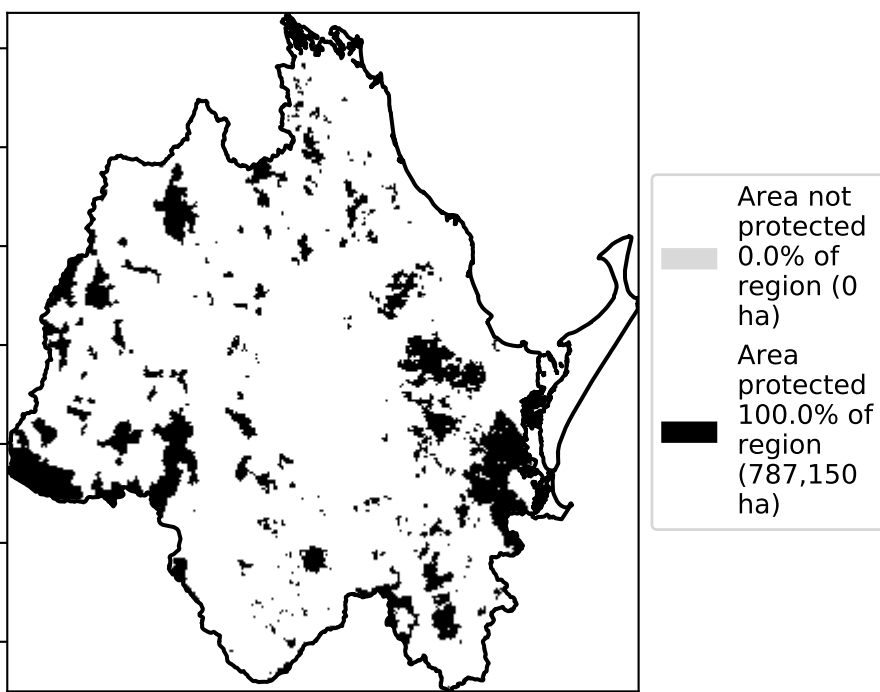 Area not
protected
0.0% of
region (0
ha)
Area
protected
100.0% of
region
(787,150
ha)